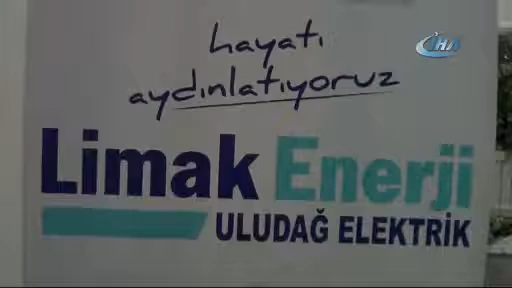 hayatı
aydınlatıyoruz
İHA
Limak Enerji
ULUDAĞ ELEKTRİK